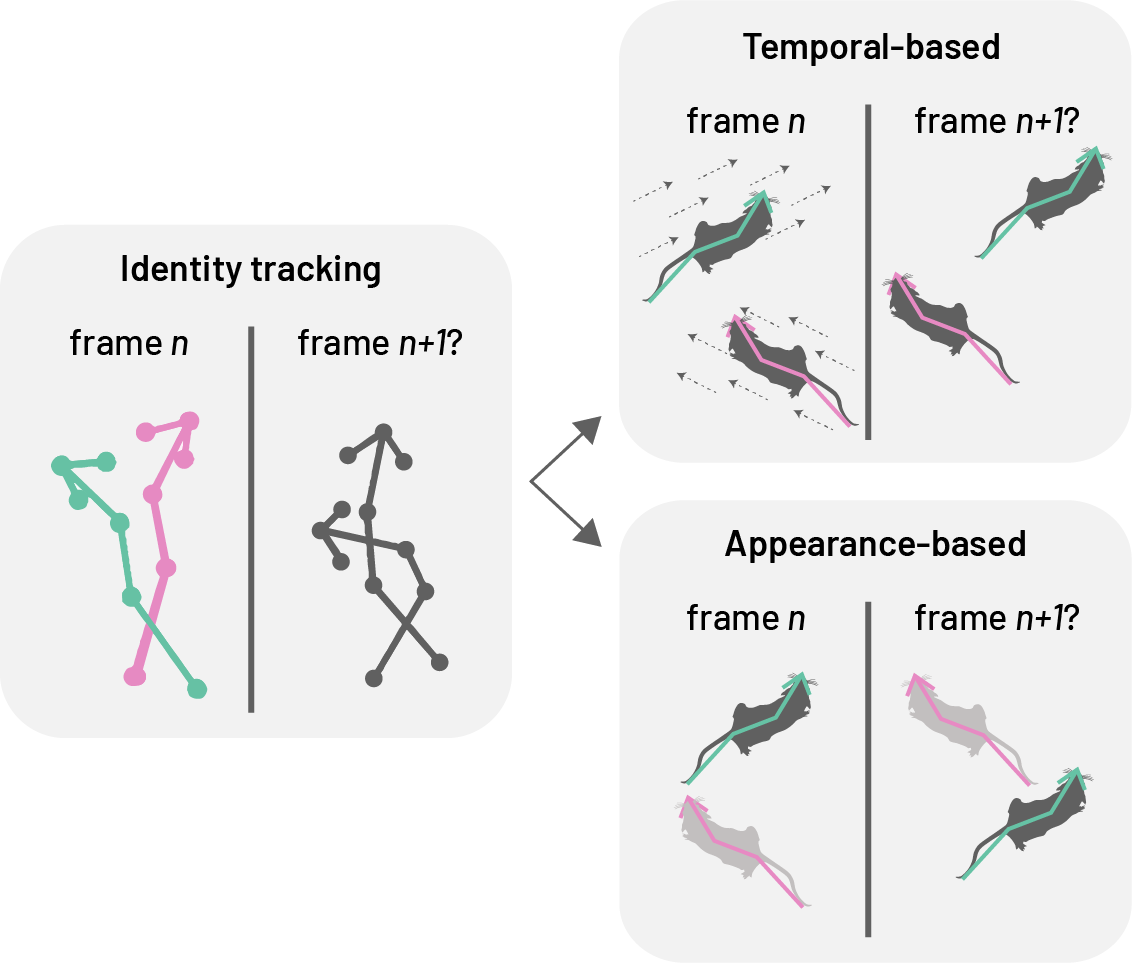 Identity tracking
frame n
frame n+1?
Temporal-based
frame n
frame n+1?
Appearance-based
frame n
frame n+1?